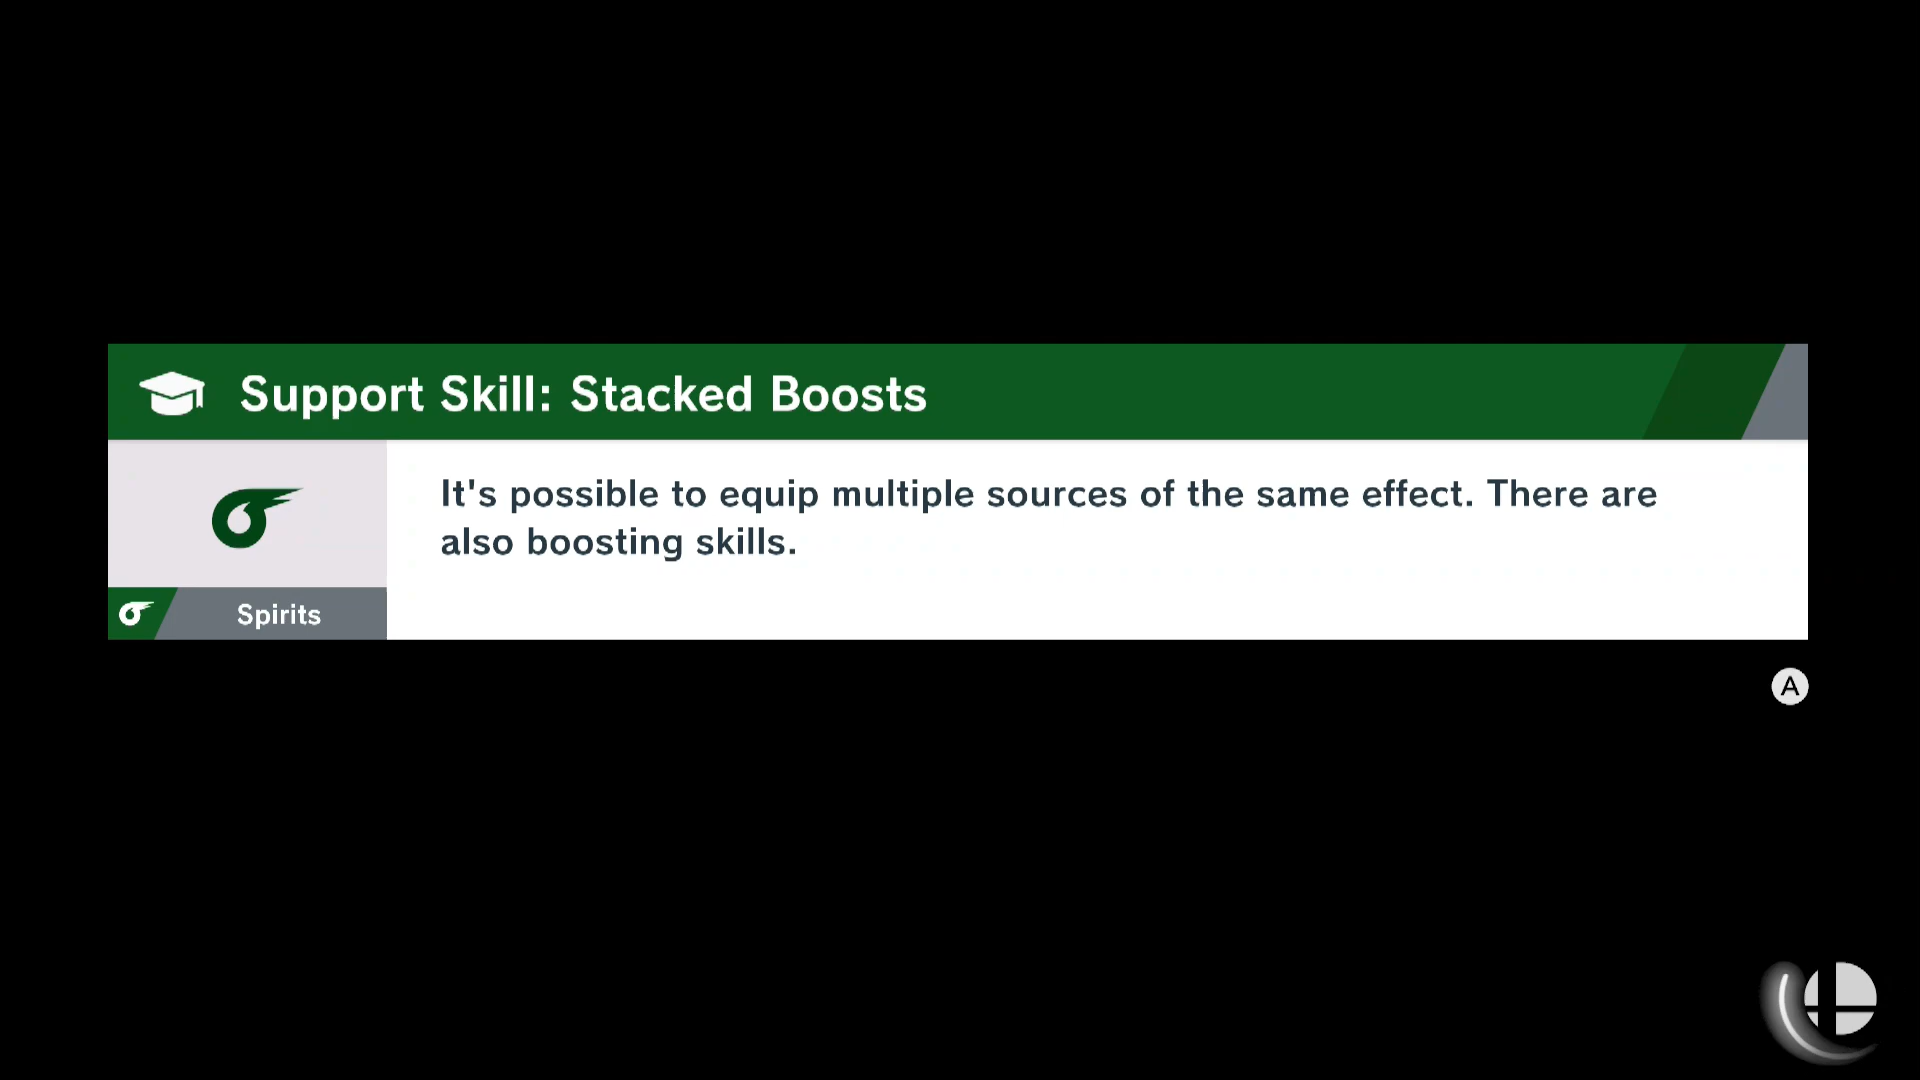 Support Skill: Stacked Boosts
It's possible to equip multiple sources of the same effect. There are
also boosting skills.
Spirits
A